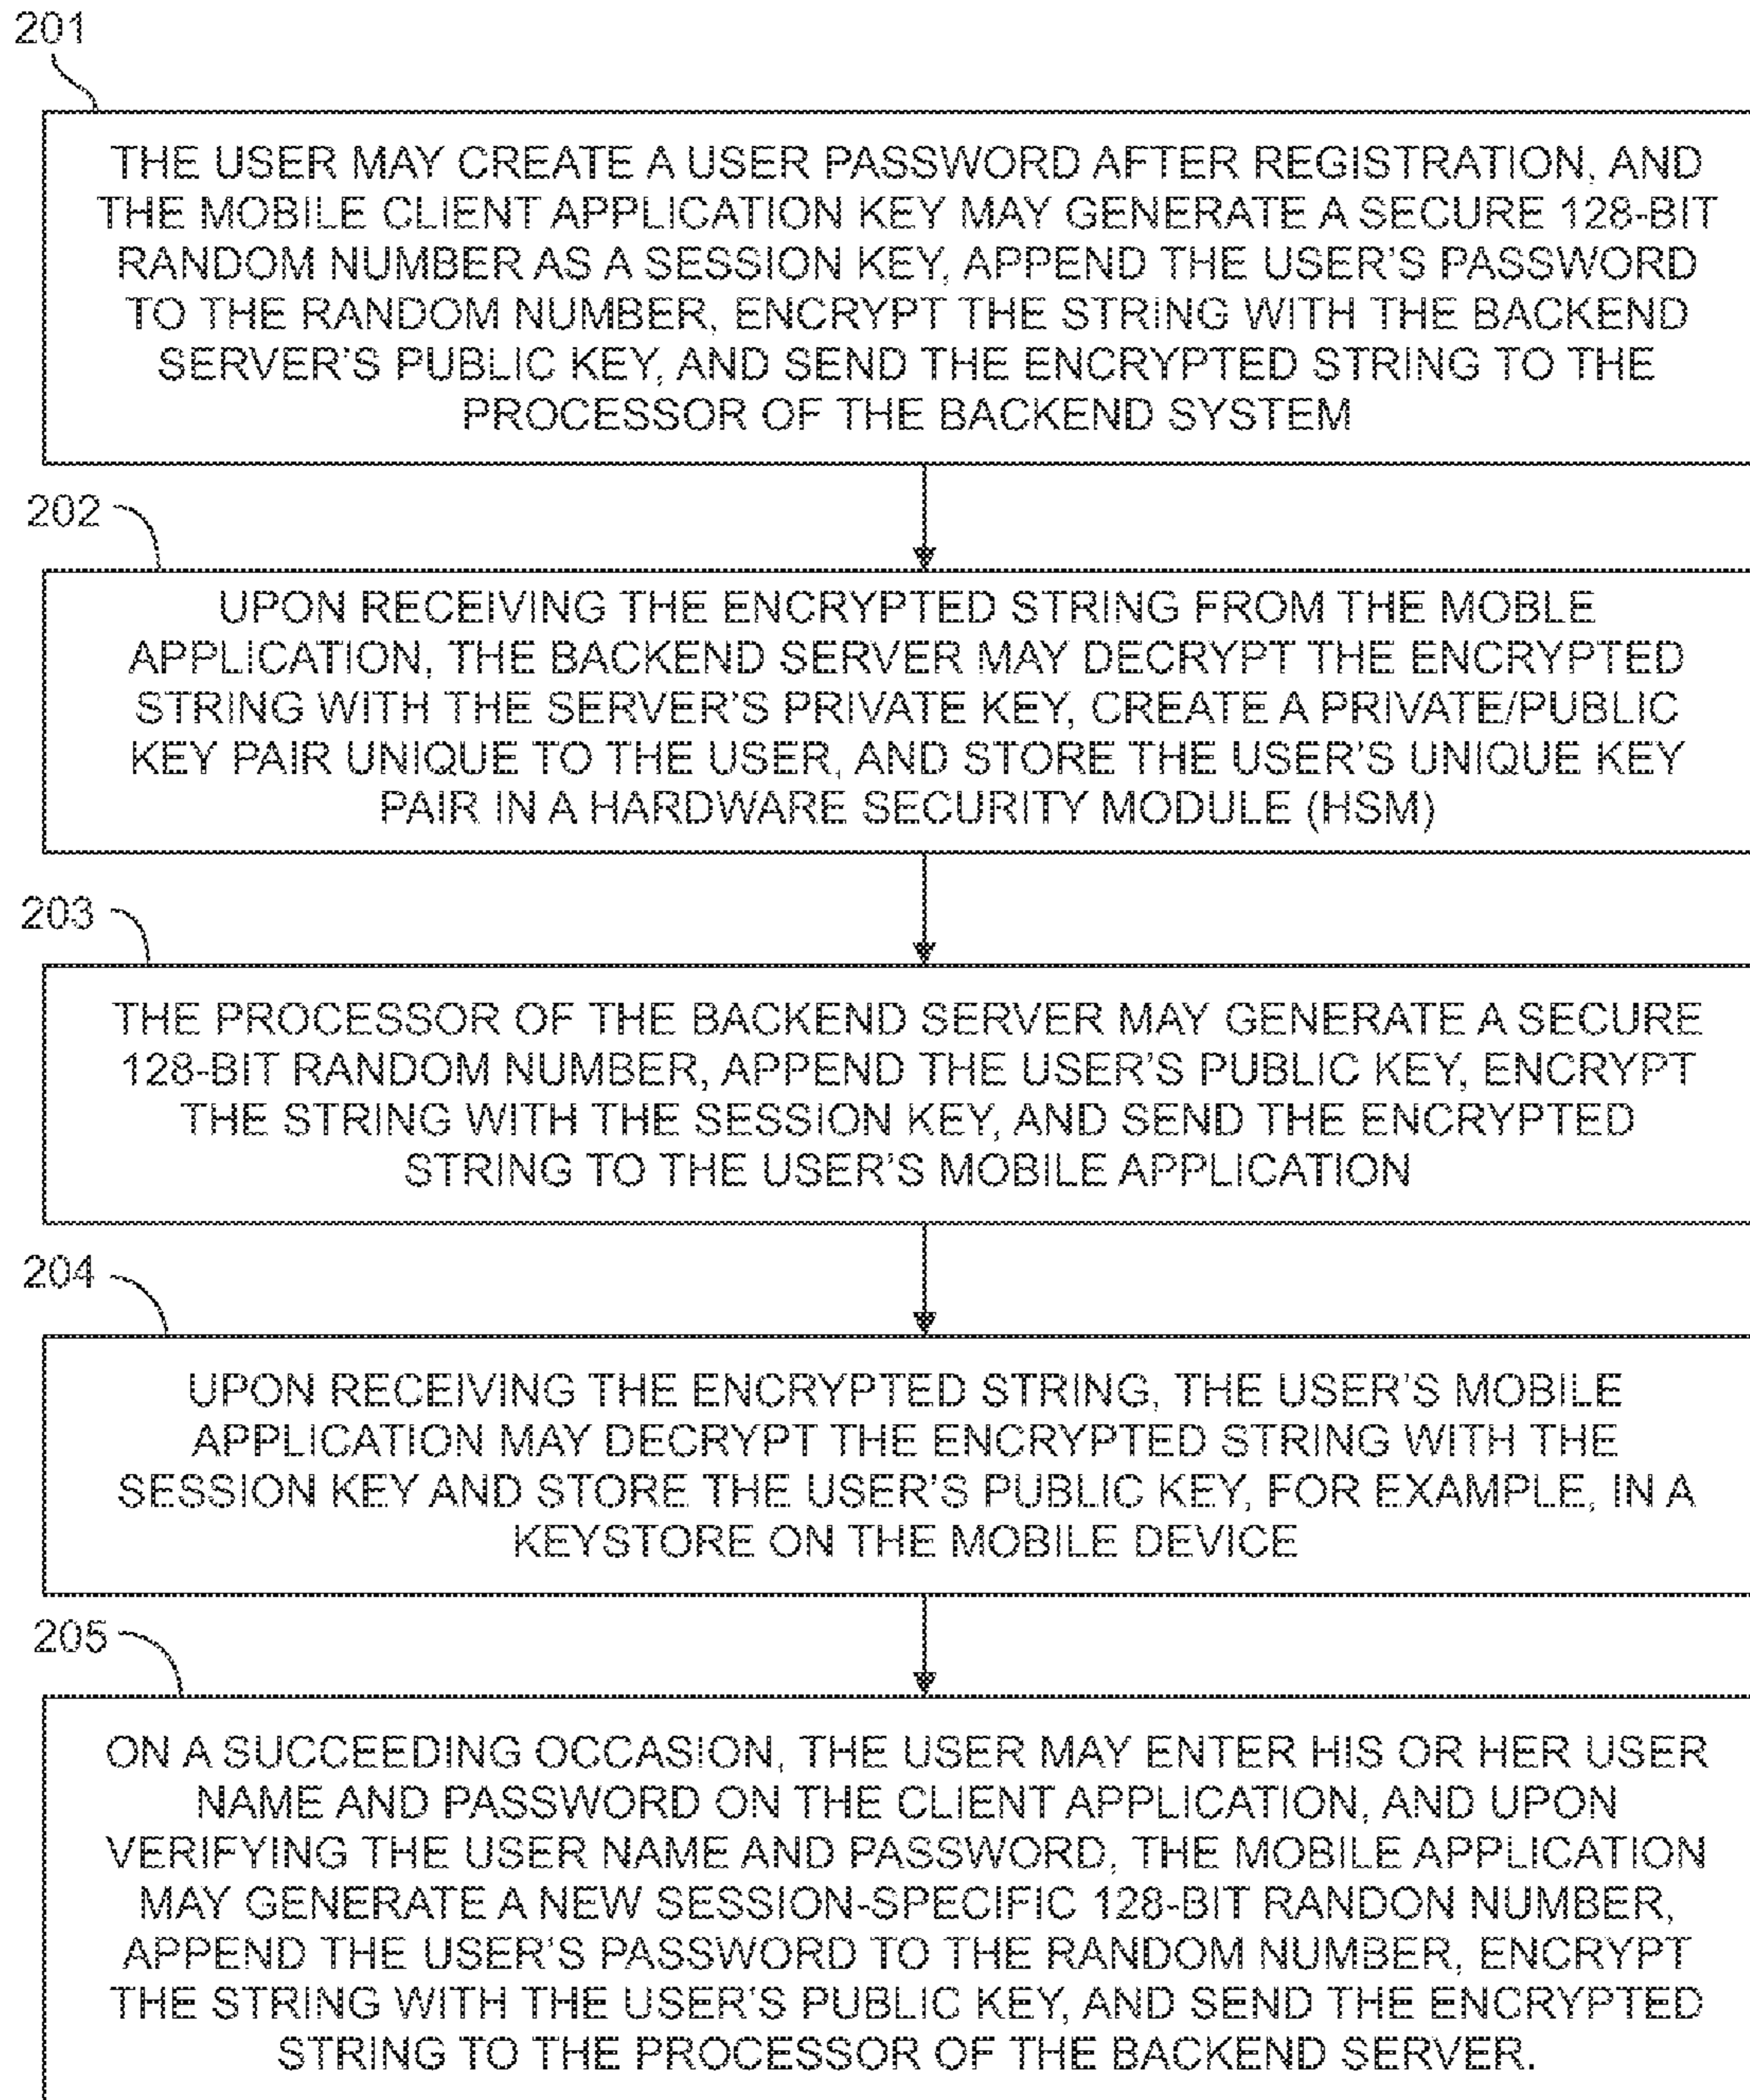 201
THE USER MAY CREATE A USER PASSWORD AFTER REGISTRATION, AND
THE MOBILE CLIENT APPLICATION KEY MAY GENERATE A SECURE 128-BIT
RANDOM NUMBER AS A SESSION KEY, APPEND THE USER'S PASSWORD
TO THE RANDOM NUMBER, ENCRYPT THE STRING WITH THE BACKEND
SERVER'S PUBLIC KEY, AND SEND THE ENCRYPTED STRING TO THE
PROCESSOR OF THE BACKEND SYSTEM
202
UPON RECEIVING THE ENCRYPTED STRING FROM THE MOBLE
APPLICATION, THE BACKEND SERVER MAY DECRYPT THE ENCRYPTED
STRING WITH THE SERVER'S PRIVATE KEY, CREATE A PRIVATE/PUBLIC
KEY PAIR UNIQUE TO THE USER, AND STORE THE USER'S UNIQUE KEY
PAIR IN A HARDWARE SECURITY MODULE (HSM)
203
THE PROCESSOR OF THE BACKEND SERVER MAY GENERATE A SECURE
128-BIT RANDOM NUMBER, APPEND THE USER'S PUBLIC KEY, ENCRYPT
THE STRING WITH THE SESSION KEY, AND SEND THE ENCRYPTED
STRING TO THE USER'S MOBILE APPLICATION
204
UPON RECEIVING THE ENCRYPTED STRING, THE USER'S MOBILE
APPLICATION MAY DECRYPT THE ENCRYPTED STRING WITH THE
SESSION KEY AND STORE THE USER'S PUBLIC KEY, FOR EXAMPLE, IN A
KEYSTORE ON THE MOBILE DEVICE
205
ON A SUCCEEDING OCCASION, THE USER MAY ENTER HIS OR HER USER
NAME AND PASSWORD ON THE CLIENT APPLICATION, AND UPON
VERIFYING THE USER NAME AND PASSWORD, THE MOBILE APPLICATION
MAY GENERATE A NEW SESSION-SPECIFIC 128-BIT RANDON NUMBER,
APPEND THE USER'S PASSWORD TO THE RANDOM NUMBER, ENCRYPT
THE STRING WITH THE USER'S PUBLIC KEY, AND SEND THE ENCRYPTED
STRING TO THE PROCESSOR OF THE BACKEND SERVER.